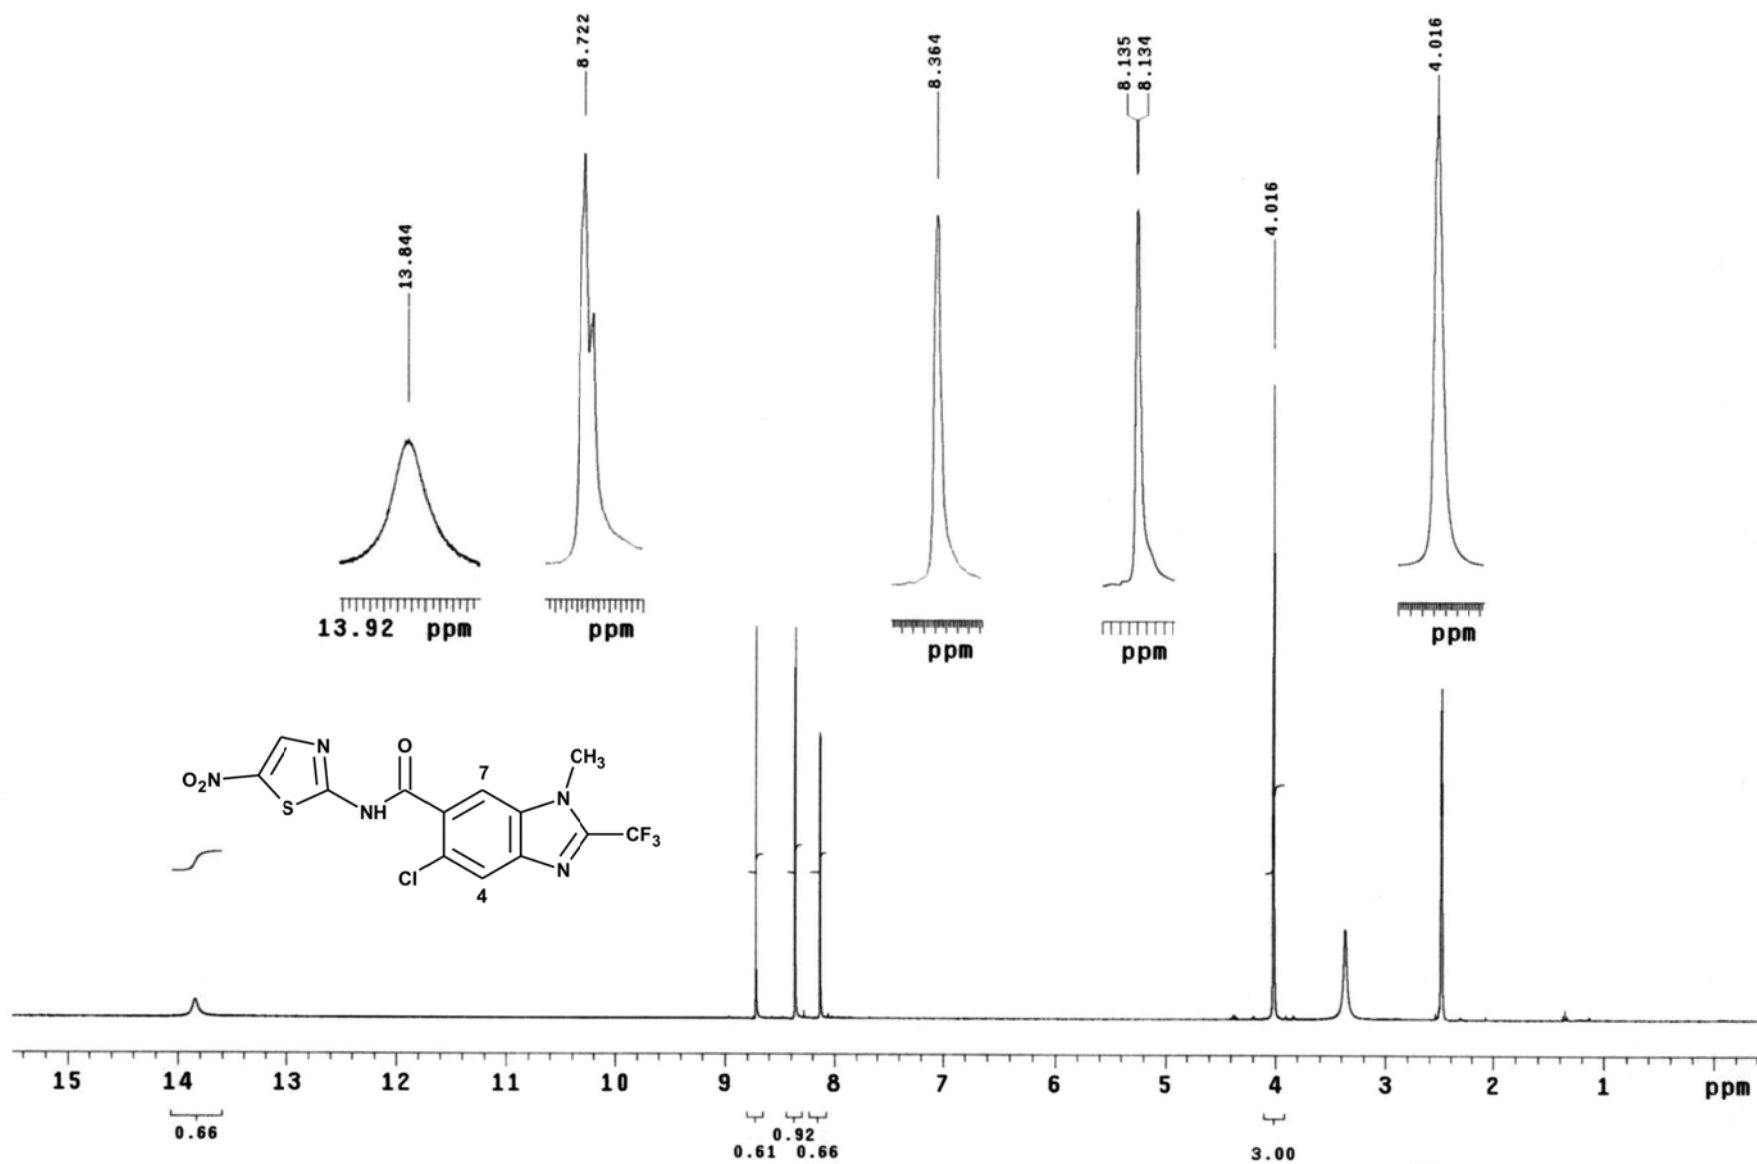 8.722
8.364
8.135
8.134
4.016
4.016
13.844
13.92 ppm
ppm
ppm
ppm
ppm
O₂N
N
S
NH
O
7
N
CH₃
CF₃
N
Cl
4
15 14 13 12 11 10 9 8 7 6 5 4 3 2 1 ppm
0.66
0.92
0.61 0.66
3.00